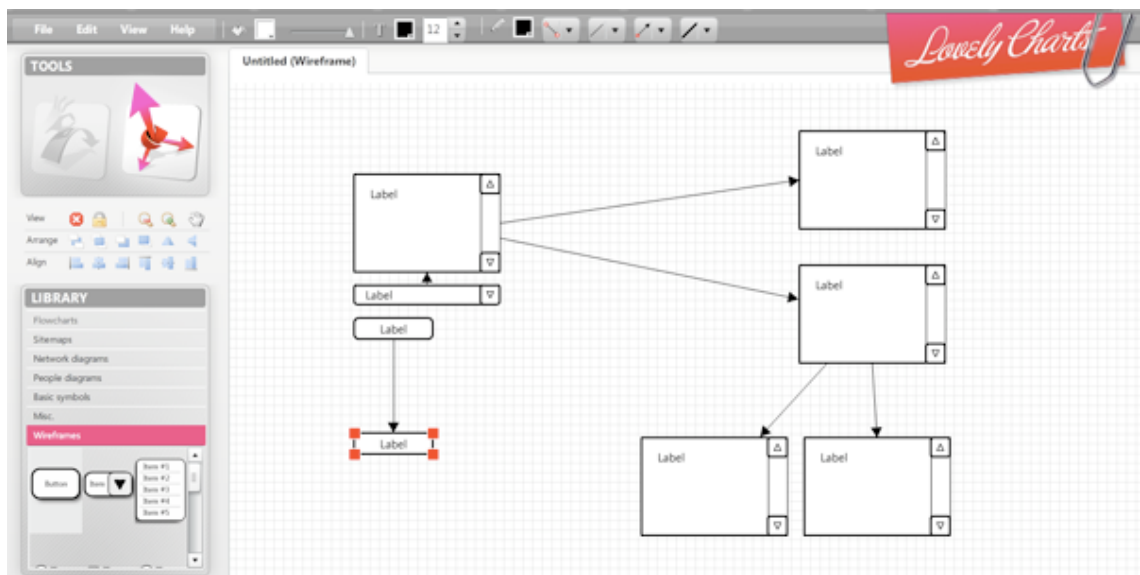 File Edit View Help T 12
Lovely Charts
TOOLS
Untitled (Wireframe)
View
Arrange
Align
LIBRARY
Flowcharts
Sitemaps
Network diagrams
People diagrams
Basic symbols
Misc.
Wireframes
Button
Item
Item #1
Item #2
Item #3
Item #4
Item #5
Label
Label
Label
Label
Label
Label
Label
Label